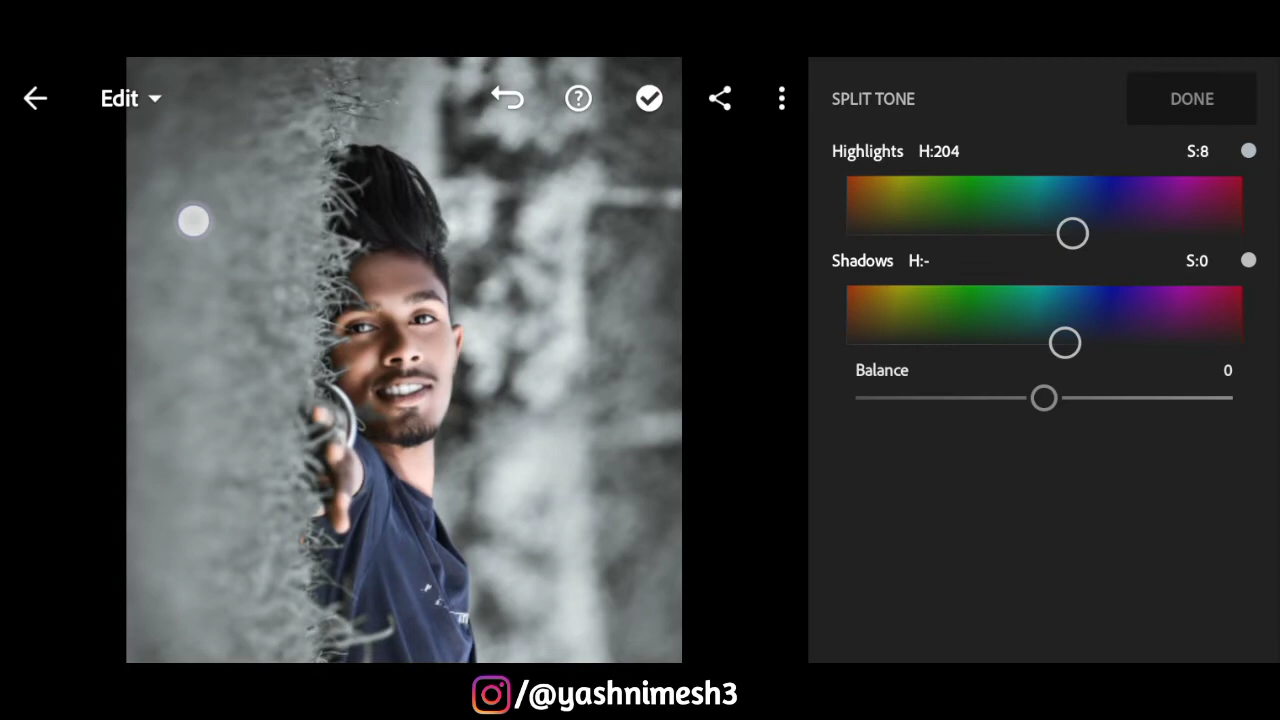 Edit
SPLIT TONE
DONE
Highlights H:204 S:8
Shadows H:- S:0
Balance 0
/@yashnimesh3